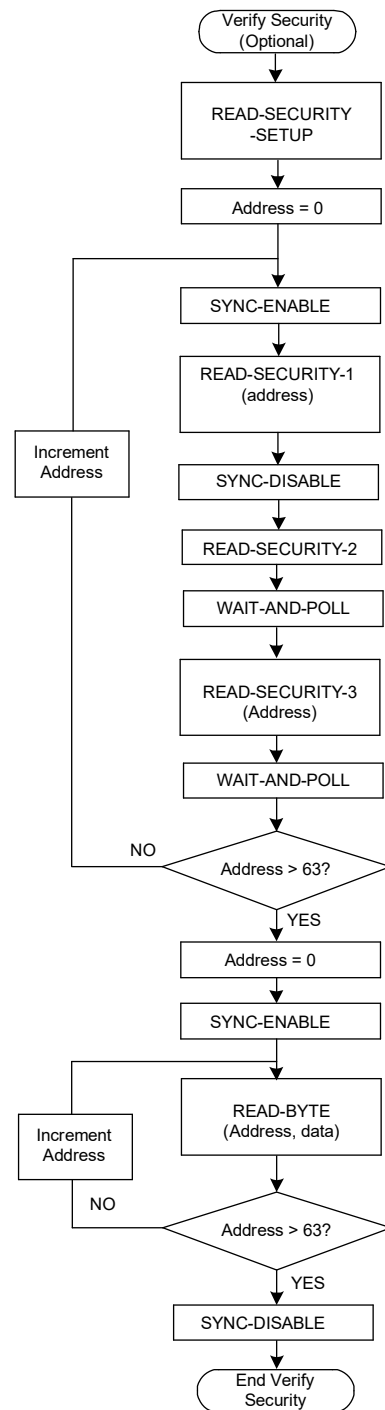 Verify Security
(Optional)
READ-SECURITY
-SETUP
Address = 0
SYNC-ENABLE
READ-SECURITY-1
(address)
Increment
Address
SYNC-DISABLE
READ-SECURITY-2
WAIT-AND-POLL
READ-SECURITY-3
(Address)
WAIT-AND-POLL
NO
Address > 63?
YES
Address = 0
SYNC-ENABLE
READ-BYTE
(Address, data)
Increment
Address
NO
Address > 63?
YES
SYNC-DISABLE
End Verify
Security